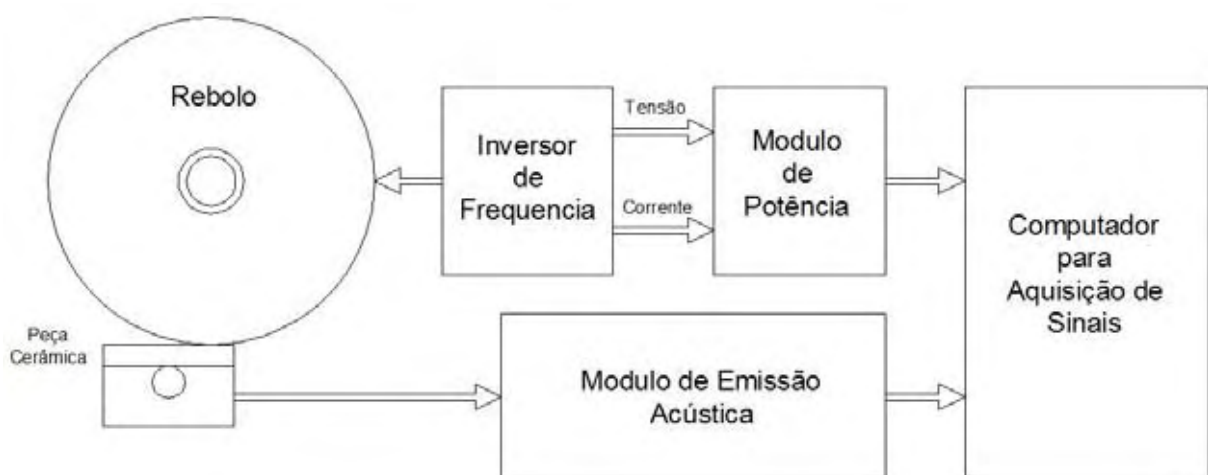 Rebolo
Inversor
de
Frequencia
Tensão
Corrente
Modulo
de
Potência
Computador
para
Aquisição de
Sinais
Peça
Cerâmica
Modulo de Emissão
Acústica